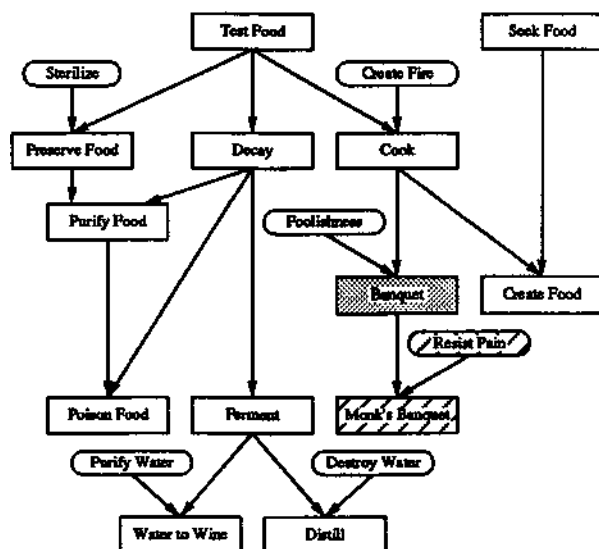 Test Food
Seek Food
Sterilize
Create Fire
Preserve Food
Decay
Cook
Purify Food
Foolishness
Banquet
Create Food
Resist Pain
Poison Food
Ferment
Monk's Banquet
Purify Water
Destroy Water
Water to Wine
Distill